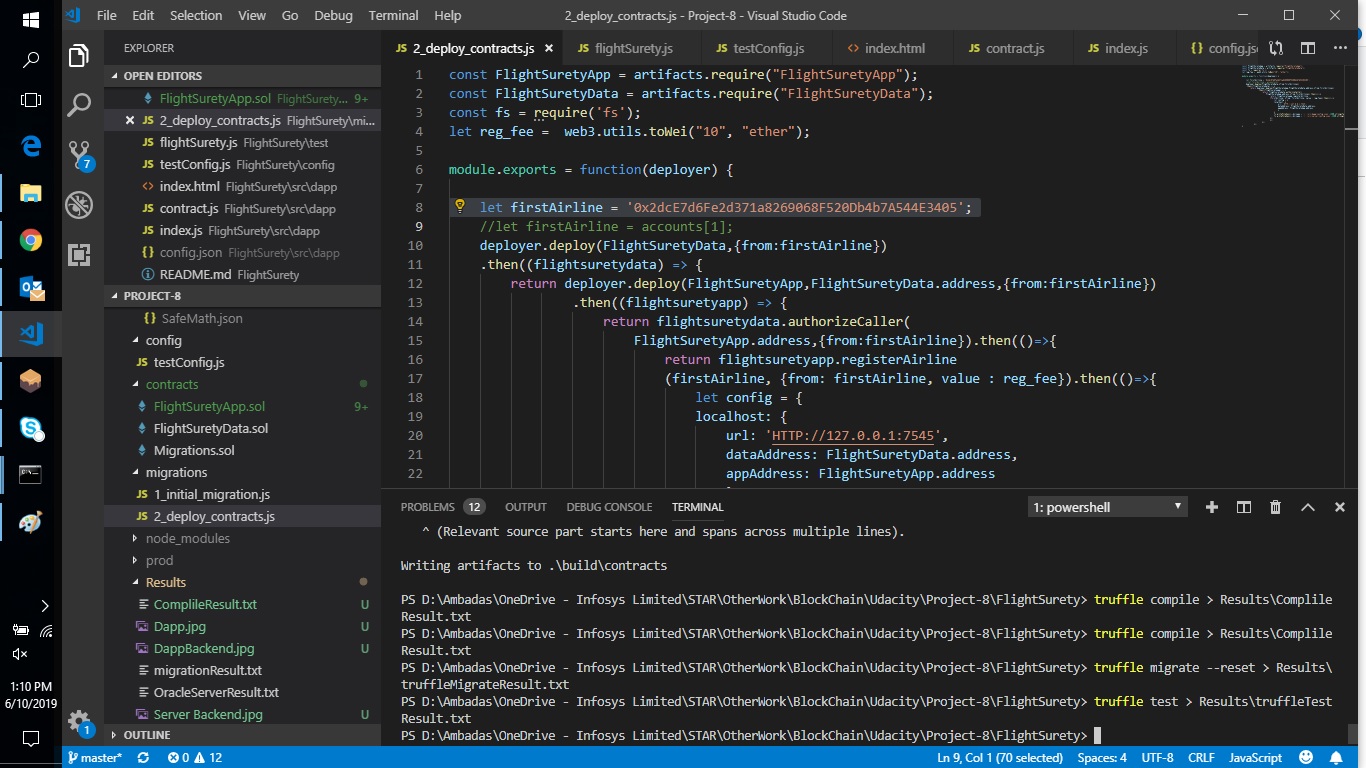 File Edit Selection View Go Debug Terminal Help
2_deploy_contracts.js - Project-8 - Visual Studio Code
EXPLORER
OPEN EDITORS
FlightSuretyApp.sol FlightSurety... 9+
JS 2_deploy_contracts.js FlightSurety\mi...
JS flightSurety.js FlightSurety\test
JS testConfig.js FlightSurety\config
<> index.html FlightSurety\src\dapp
JS contract.js FlightSurety\src\dapp
JS index.js FlightSurety\src\dapp
{} config.json FlightSurety\src\dapp
README.md FlightSurety
PROJECT-8
{} SafeMath.json
config
JS testConfig.js
contracts
FlightSuretyApp.sol 9+
FlightSuretyData.sol
Migrations.sol
migrations
JS 1_initial_migration.js
JS 2_deploy_contracts.js
node_modules
prod
Results
ComplileResult.txt U
Dapp.jpg U
DappBackend.jpg U
migrationResult.txt
OracleServerResult.txt
Server Backend.jpg U
OUTLINE
7
1
1:10 PM
6/10/2019
JS 2_deploy_contracts.js JS flightSurety.js JS testConfig.js <> index.html JS contract.js JS index.js {} config.js
1 const FlightSuretyApp = artifacts.require("FlightSuretyApp");
2 const FlightSuretyData = artifacts.require("FlightSuretyData");
3 const fs = require('fs');
4 let reg_fee =  web3.utils.toWei("10", "ether");
5
6 module.exports = function(deployer) {
7
8 let firstAirline = '0x2dcE7d6Fe2d371a8269068F520Db4b7A544E3405';
9 //let firstAirline = accounts[1];
10 deployer.deploy(FlightSuretyData,{from:firstAirline})
11 .then((flightsuretydata) => {
12 return deployer.deploy(FlightSuretyApp,FlightSuretyData.address,{from:firstAirline})
13 .then((flightsuretyapp) => {
14 return flightsuretydata.authorizeCaller(
15 FlightSuretyApp.address,{from:firstAirline}).then(()=>{
16 return flightsuretyapp.registerAirline
17 (firstAirline, {from: firstAirline, value : reg_fee}).then(()=>{
18 let config = {
19 localhost: {
20 url: 'HTTP://127.0.0.1:7545',
21 dataAddress: FlightSuretyData.address,
22 appAddress: FlightSuretyApp.address
PROBLEMS 12 OUTPUT DEBUG CONSOLE TERMINAL 1: powershell
^ (Relevant source part starts here and spans across multiple lines).
Writing artifacts to .\build\contracts
PS D:\Ambadas\OneDrive - Infosys Limited\STAR\OtherWork\BlockChain\Udacity\Project-8\FlightSurety> truffle compile > Results\Complile
Result.txt
PS D:\Ambadas\OneDrive - Infosys Limited\STAR\OtherWork\BlockChain\Udacity\Project-8\FlightSurety> truffle compile > Results\Complile
Result.txt
PS D:\Ambadas\OneDrive - Infosys Limited\STAR\OtherWork\BlockChain\Udacity\Project-8\FlightSurety> truffle migrate --reset > Results\
truffleMigrateResult.txt
PS D:\Ambadas\OneDrive - Infosys Limited\STAR\OtherWork\BlockChain\Udacity\Project-8\FlightSurety> truffle test > Results\truffleTest
Result.txt
PS D:\Ambadas\OneDrive - Infosys Limited\STAR\OtherWork\BlockChain\Udacity\Project-8\FlightSurety>
master* 0 12 Ln 9, Col 1 (70 selected) Spaces: 4 UTF-8 CRLF JavaScript